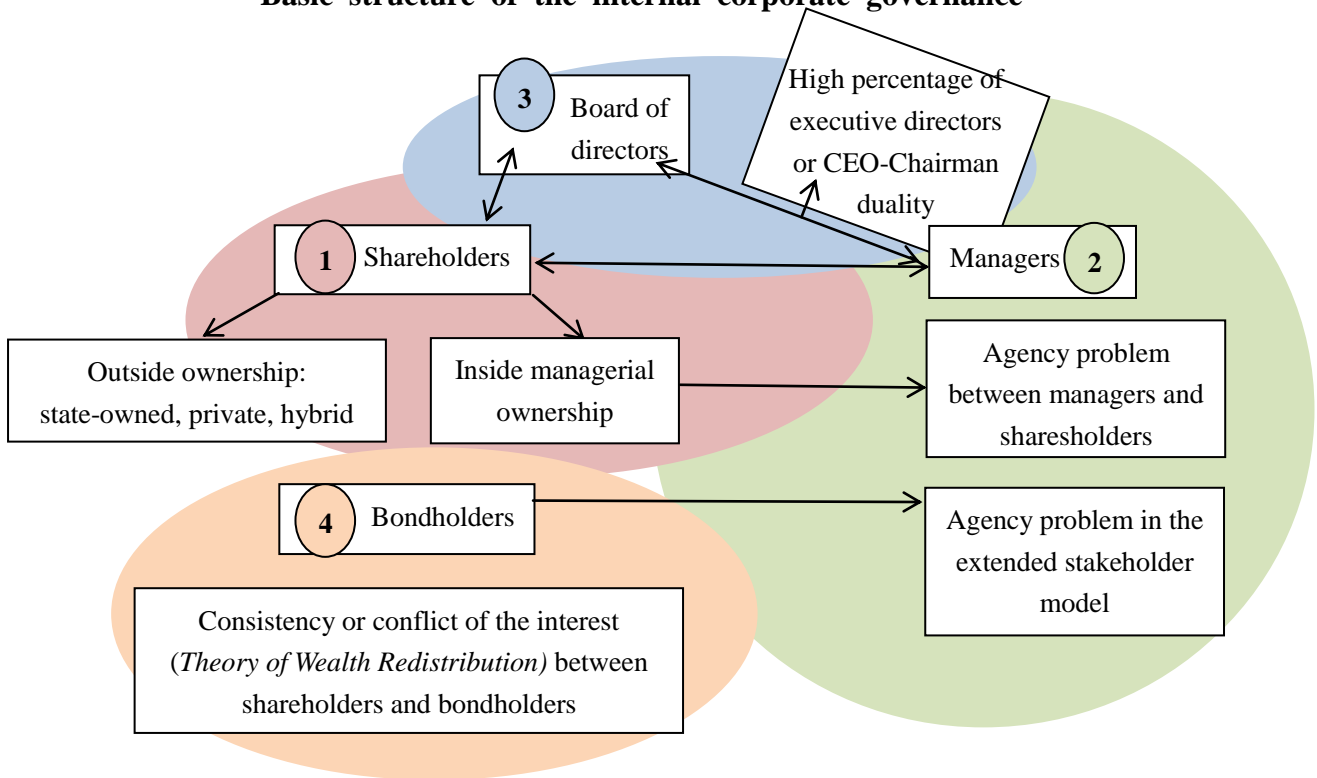 Basic structure of the internal corporate governance
3
Board of
directors
High percentage of
executive directors
or CEO-Chairman
duality
1
Shareholders
Managers
2
Outside ownership:
state-owned, private, hybrid
Inside managerial
ownership
Agency problem
between managers and
sharesholders
4
Bondholders
Agency problem in the
extended stakeholder
model
Consistency or conflict of the interest
(Theory of Wealth Redistribution) between
shareholders and bondholders